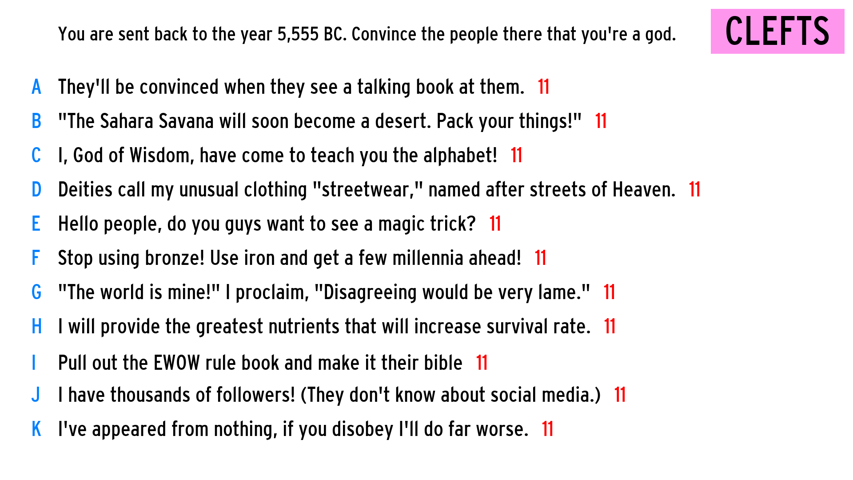 You are sent back to the year 5,555 BC. Convince the people there that you're a god.
CLEFTS
A They'll be convinced when they see a talking book at them. 11
B "The Sahara Savana will soon become a desert. Pack your things!" 11
C I, God of Wisdom, have come to teach you the alphabet! 11
D Deities call my unusual clothing "streetwear," named after streets of Heaven. 11
E Hello people, do you guys want to see a magic trick? 11
F Stop using bronze! Use iron and get a few millennia ahead! 11
G "The world is mine!" I proclaim, "Disagreeing would be very lame." 11
H I will provide the greatest nutrients that will increase survival rate. 11
I Pull out the EWOW rule book and make it their bible 11
J I have thousands of followers! (They don't know about social media.) 11
K I've appeared from nothing, if you disobey I'll do far worse. 11